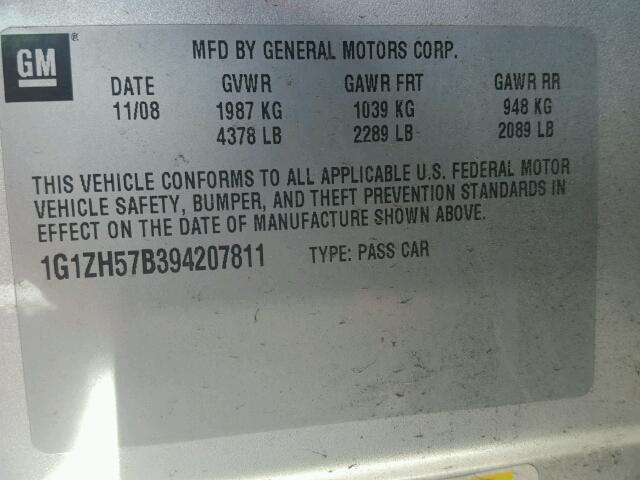 GM ®
MFD BY GENERAL MOTORS CORP.
DATE GVWR GAWR FRT GAWR RR
11/08 1987 KG 1039 KG 948 KG
4378 LB 2289 LB 2089 LB
THIS VEHICLE CONFORMS TO ALL APPLICABLE U.S. FEDERAL MOTOR
VEHICLE SAFETY, BUMPER, AND THEFT PREVENTION STANDARDS IN
EFFECT ON THE DATE OF MANUFACTURE SHOWN ABOVE.
1G1ZH57B394207811 TYPE: PASS CAR